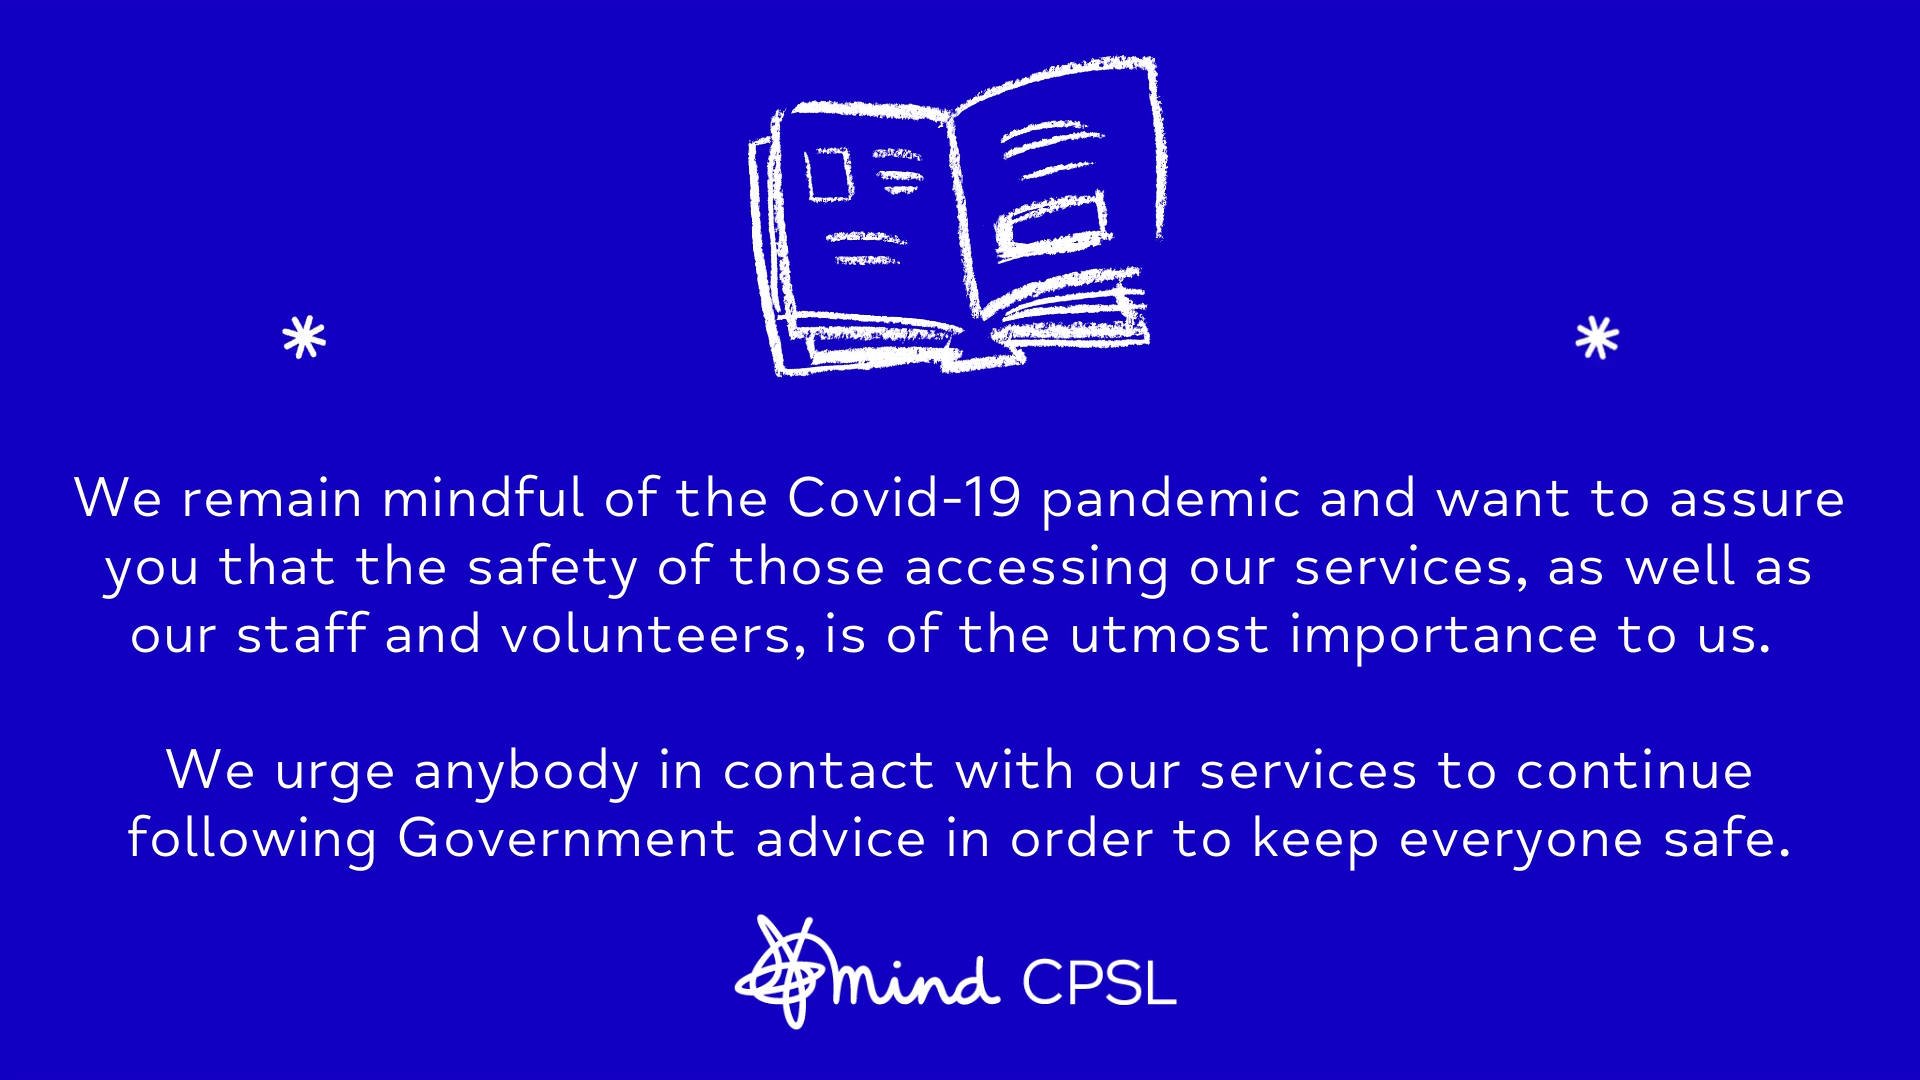 We remain mindful of the Covid-19 pandemic and want to assure
you that the safety of those accessing our services, as well as
our staff and volunteers, is of the utmost importance to us.
We urge anybody in contact with our services to continue
following Government advice in order to keep everyone safe.
mind CPSL